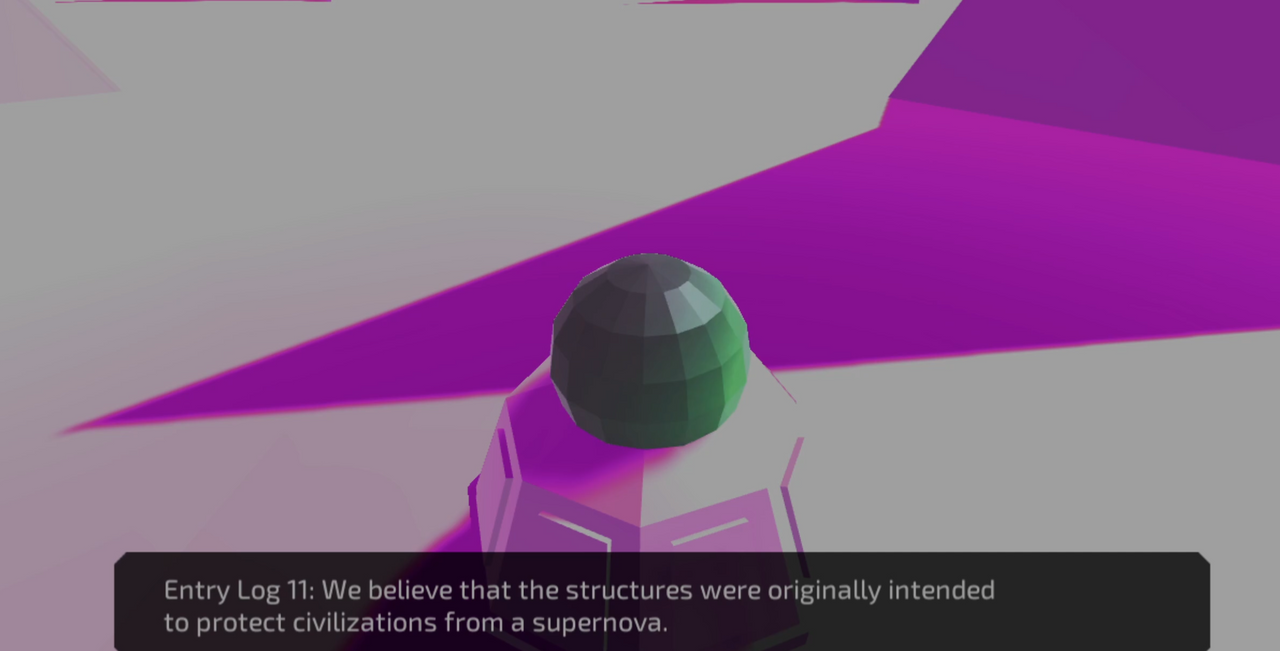 Entry Log 11: We believe that the structures were originally intended
to protect civilizations from a supernova.